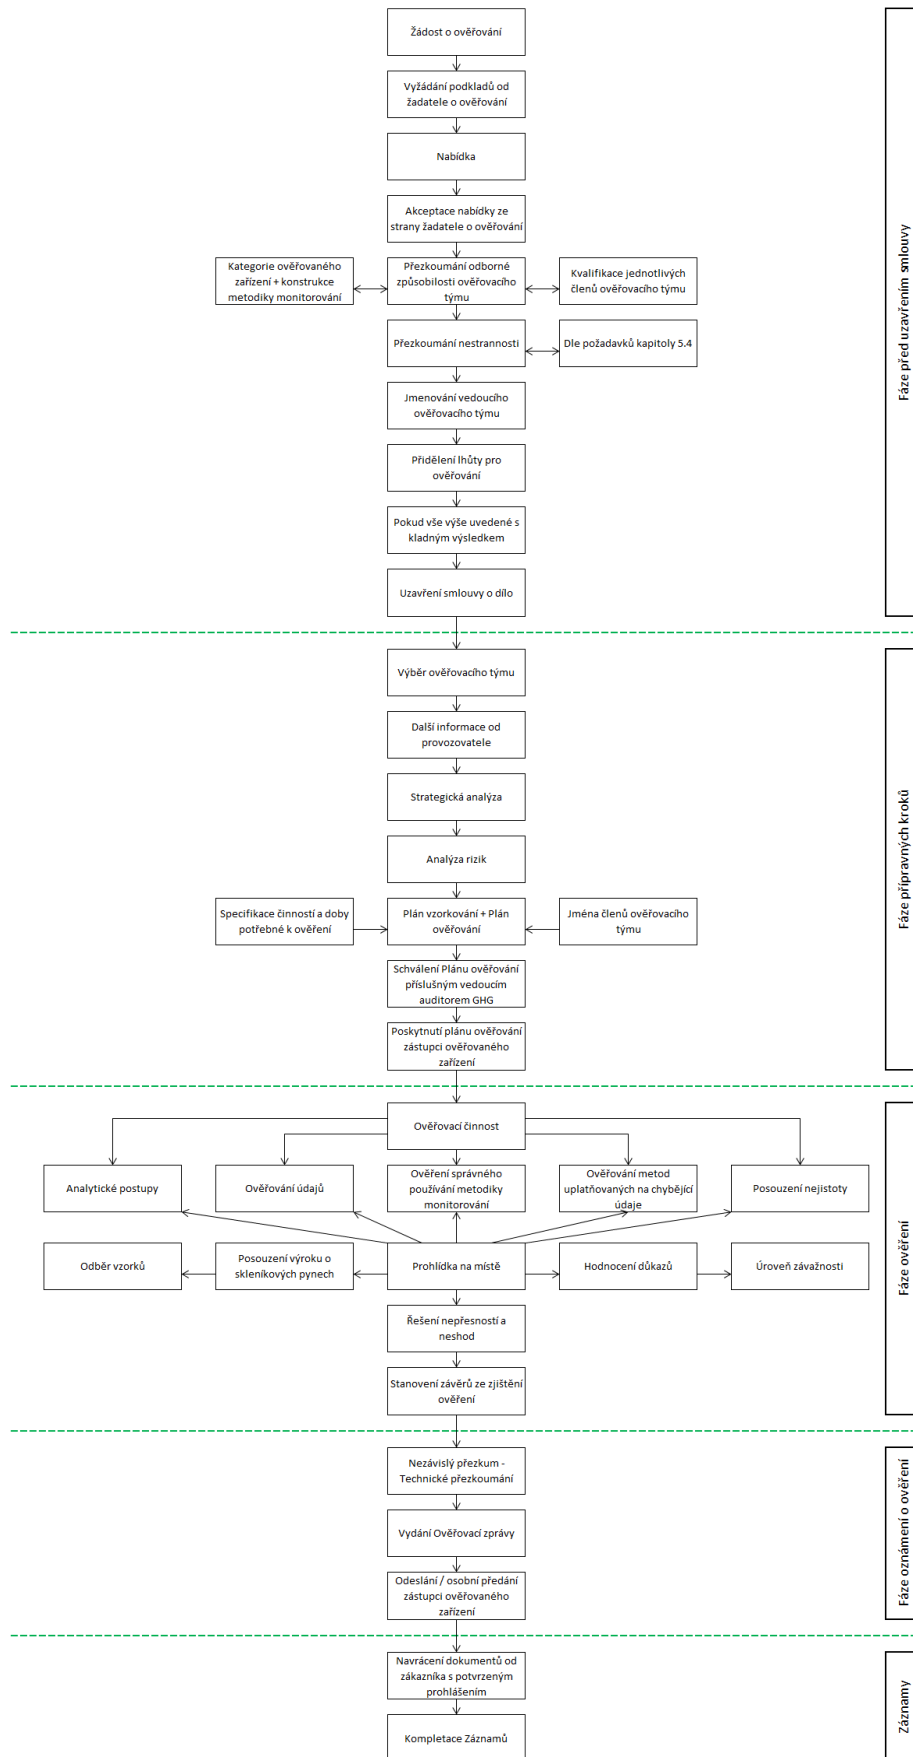 Žádost o ověřování
Vyžádání podkladů od
žadatele o ověřování
Nabídka
Akceptace nabídky ze
strany žadatele o ověřování
Kategorie ověřovaného
zařízení + konstrukce
metodiky monitorování
Přezkoumání odborné
způsobilosti ověřovacího
týmu
Kvalifikace jednotlivých
členů ověřovacího týmu
Přezkoumání nestrannosti
Dle požadavků kapitoly 5.4
Jmenování vedoucího
ověřovacího týmu
Přidělení lhůty pro
ověřování
Pokud vše výše uvedené s
kladným výsledkem
Uzavření smlouvy o dílo
Fáze před uzavřením smlouvy
Výběr ověřovacího týmu
Další informace od
provozovatele
Strategická analýza
Analýza rizik
Specifikace činností a doby
potřebné k ověření
Plán vzorkování + Plán
ověřování
Jména členů ověřovacího
týmu
Schválení Plánu ověřování
příslušným vedoucím
auditorem GHG
Poskytnutí plánu ověřování
zástupci ověřovaného
zařízení
Fáze přípravných kroků
Ověřovací činnost
Analytické postupy
Ověřování údajů
Ověření správného
používání metodiky
monitorování
Ověřování metod
uplatňovaných na chybějící
údaje
Posouzení nejistoty
Odběr vzorků
Posouzení výroku o
skleníkových pynech
Prohlídka na místě
Hodnocení důkazů
Úroveň závažnosti
Řešení nepřesností a
neshod
Stanovení závěrů ze zjištění
ověření
Fáze ověření
Nezávislý přezkum -
Technické přezkoumání
Vydání Ověřovací zprávy
Odeslání / osobní předání
zástupci ověřovaného
zařízení
Fáze oznámení o ověření
Navrácení dokumentů od
zákazníka s potvrzeným
prohlášením
Kompletace Záznamů
Záznamy